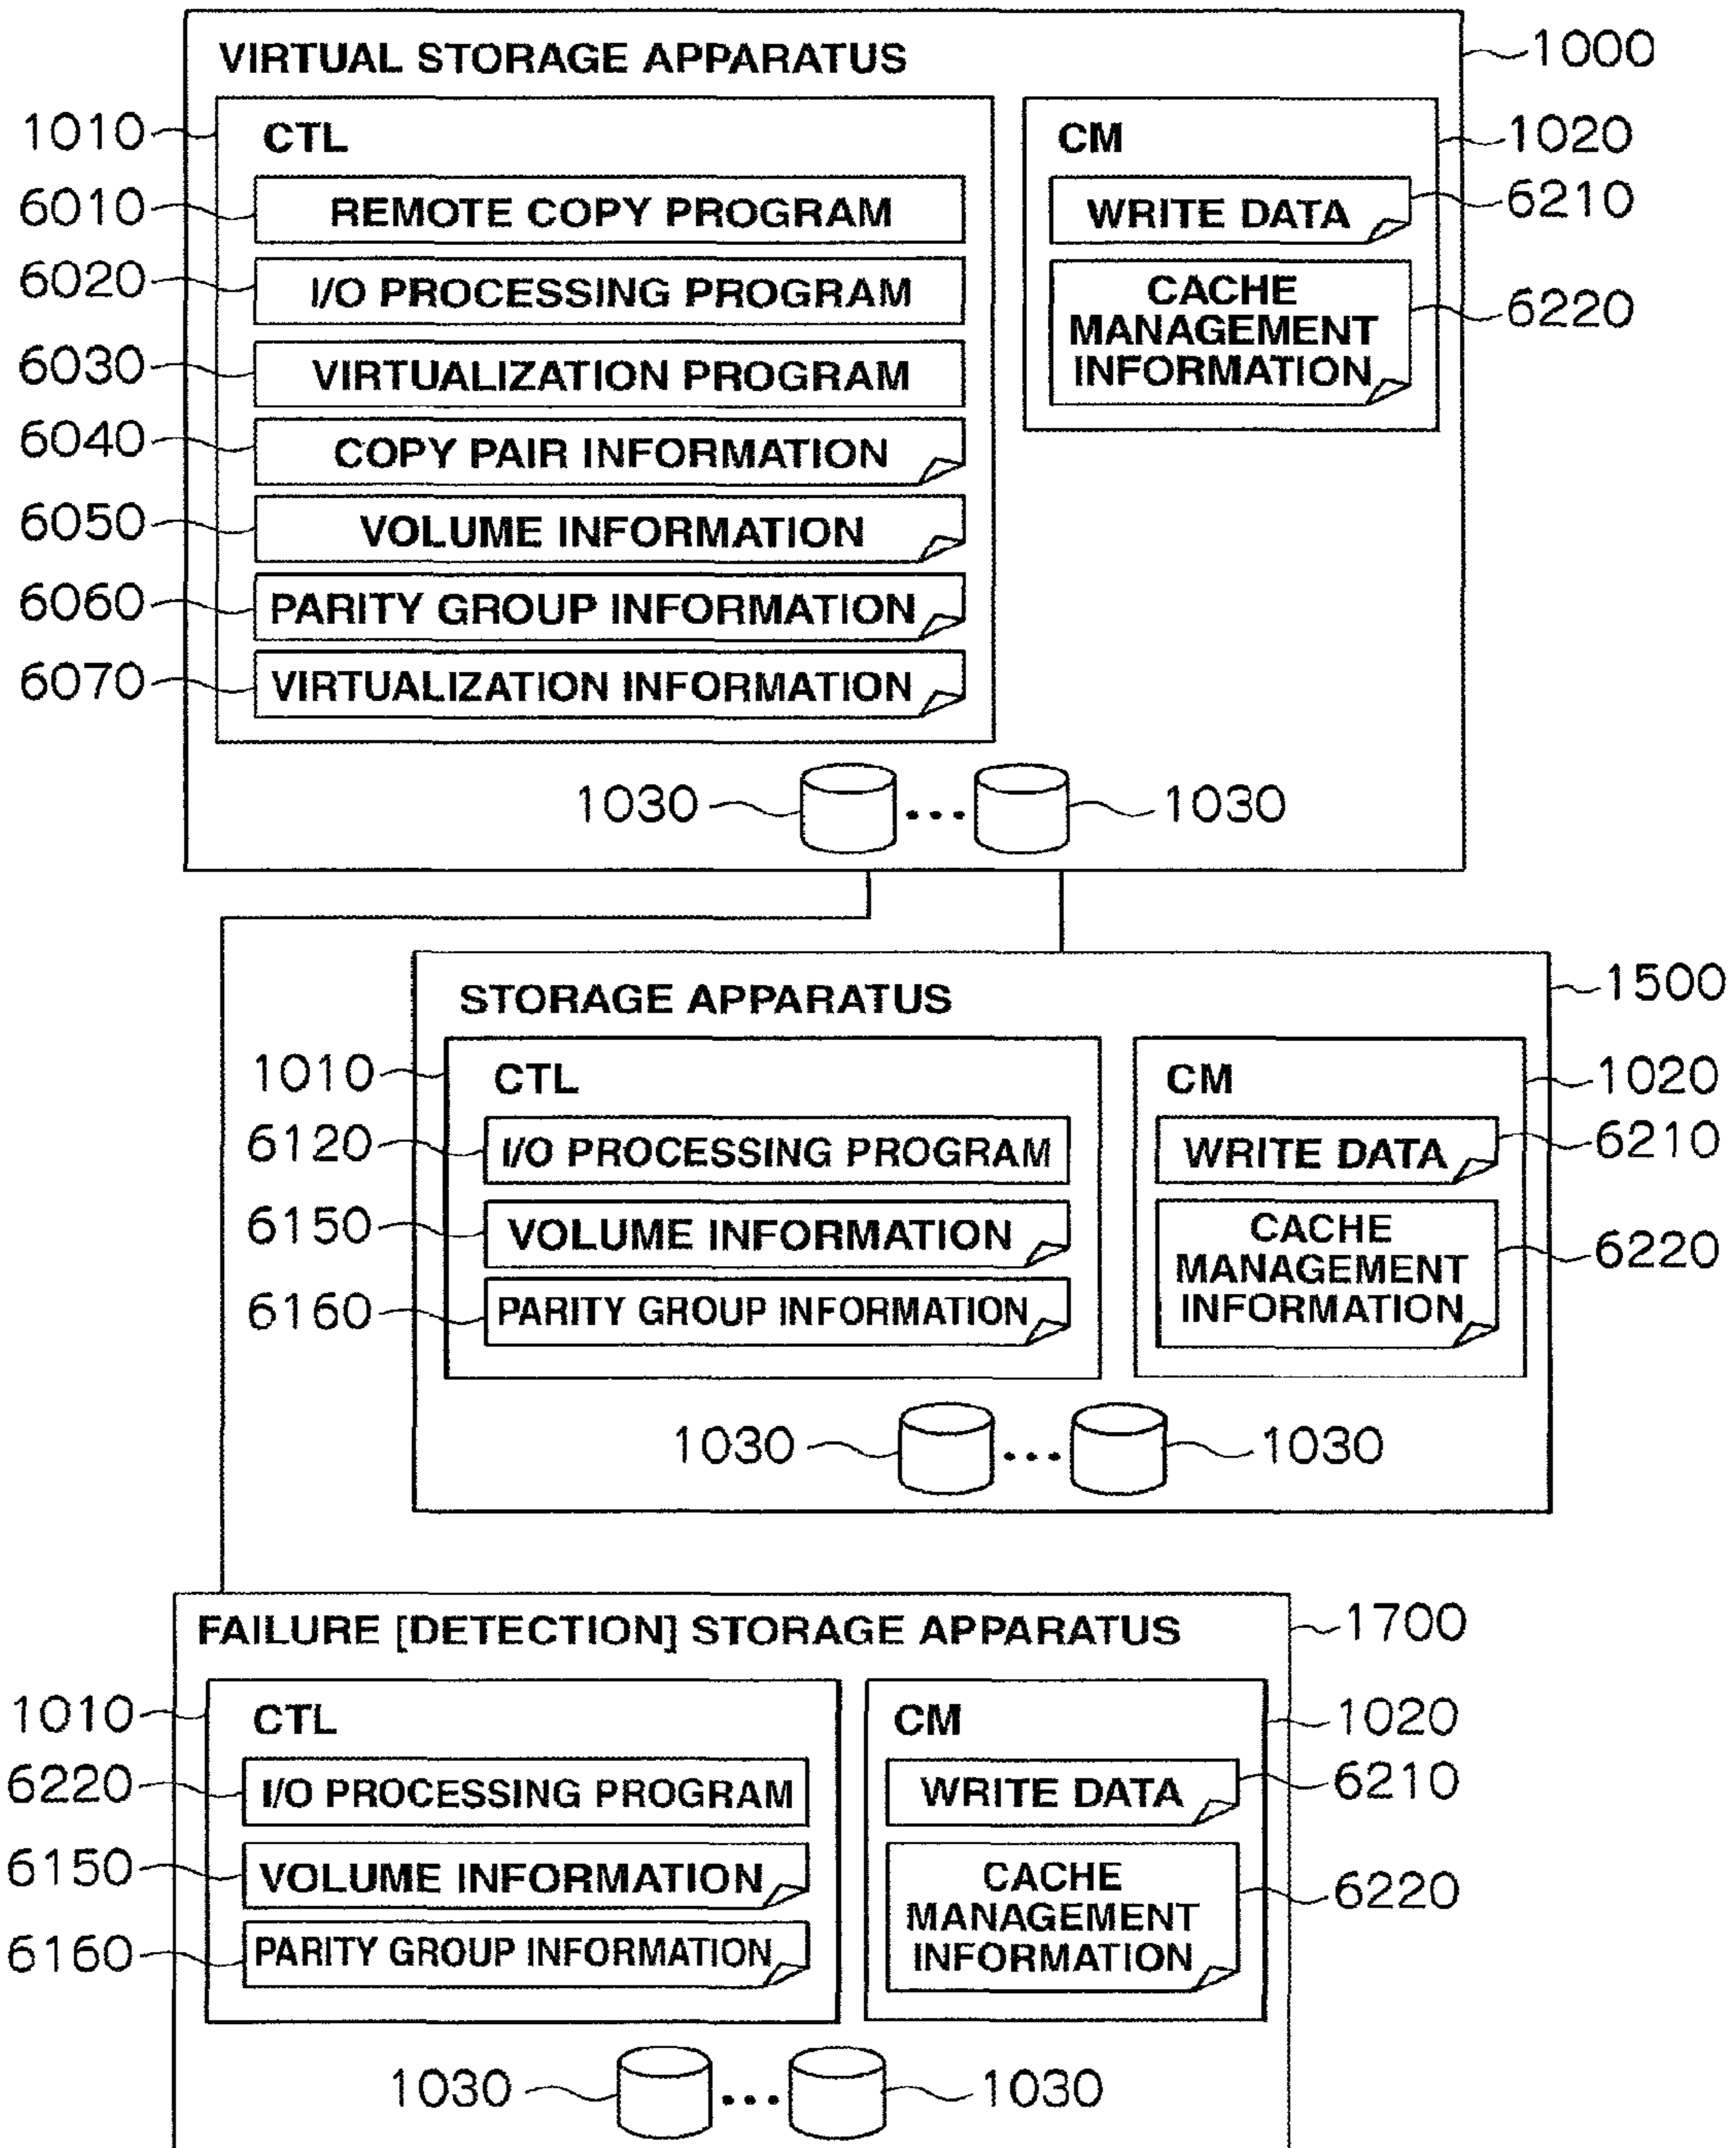 VIRTUAL STORAGE APPARATUS
1000
1010
CTL
CM
1020
6010
REMOTE COPY PROGRAM
WRITE DATA
6210
6020
I/O PROCESSING PROGRAM
CACHE
MANAGEMENT
INFORMATION
6220
6030
VIRTUALIZATION PROGRAM
6040
COPY PAIR INFORMATION
6050
VOLUME INFORMATION
6060
PARITY GROUP INFORMATION
6070
VIRTUALIZATION INFORMATION
1030
...
1030
STORAGE APPARATUS
1500
1010
CTL
CM
1020
6120
I/O PROCESSING PROGRAM
WRITE DATA
6210
6150
VOLUME INFORMATION
CACHE
MANAGEMENT
INFORMATION
6220
6160
PARITY GROUP INFORMATION
1030
...
1030
FAILURE [DETECTION] STORAGE APPARATUS
1700
1010
CTL
CM
1020
6220
I/O PROCESSING PROGRAM
WRITE DATA
6210
6150
VOLUME INFORMATION
CACHE
MANAGEMENT
INFORMATION
6220
6160
PARITY GROUP INFORMATION
1030
...
1030